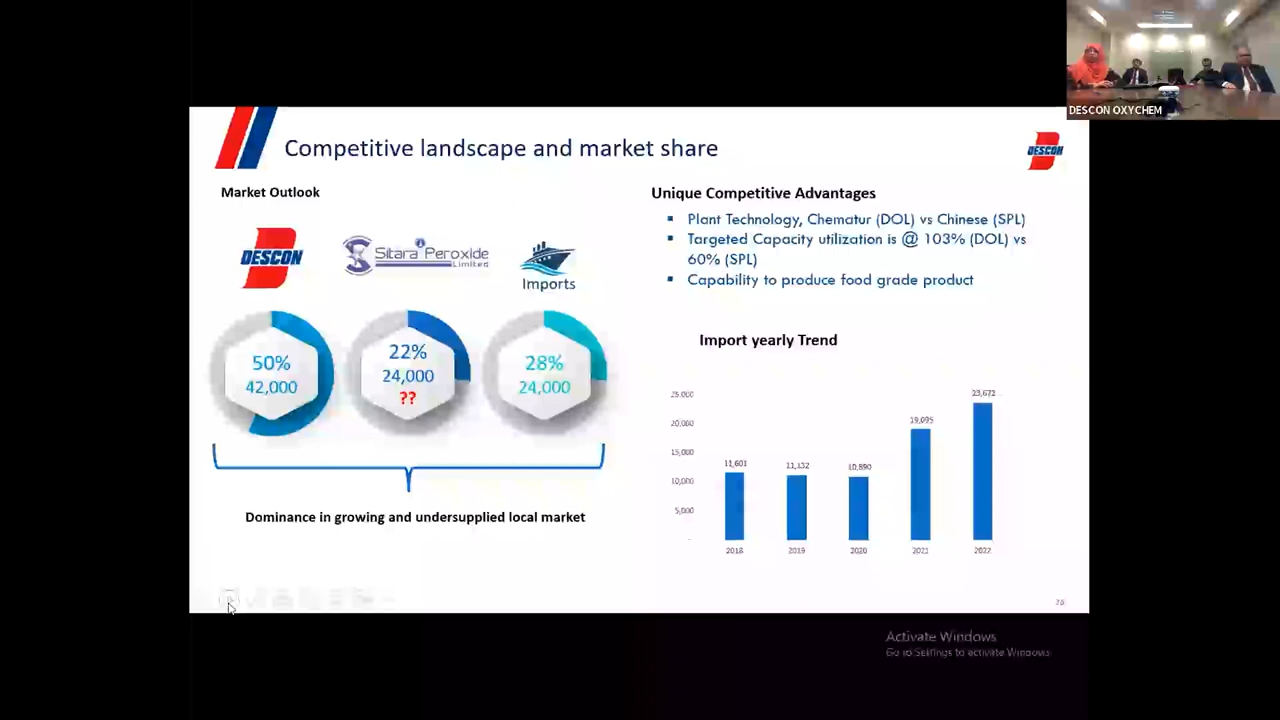 DESCON OXYCHEM
Competitive landscape and market share
DESCON
Market Outlook
DESCON
Sitara Peroxide
Limited
Imports
50%
42,000
22%
24,000
??
28%
24,000
Dominance in growing and undersupplied local market
Unique Competitive Advantages
▪ Plant Technology, Chematur (DOL) vs Chinese (SPL)
▪ Targeted Capacity utilization is @ 103% (DOL) vs
60% (SPL)
▪ Capability to produce food grade product
Import yearly Trend
25,000
20,000
15,000
10,000
5,000
-
11,601
11,132
10,890
19,095
23,672
2018
2019
2020
2021
2022
76
Activate Windows
Go to Settings to activate Windows.